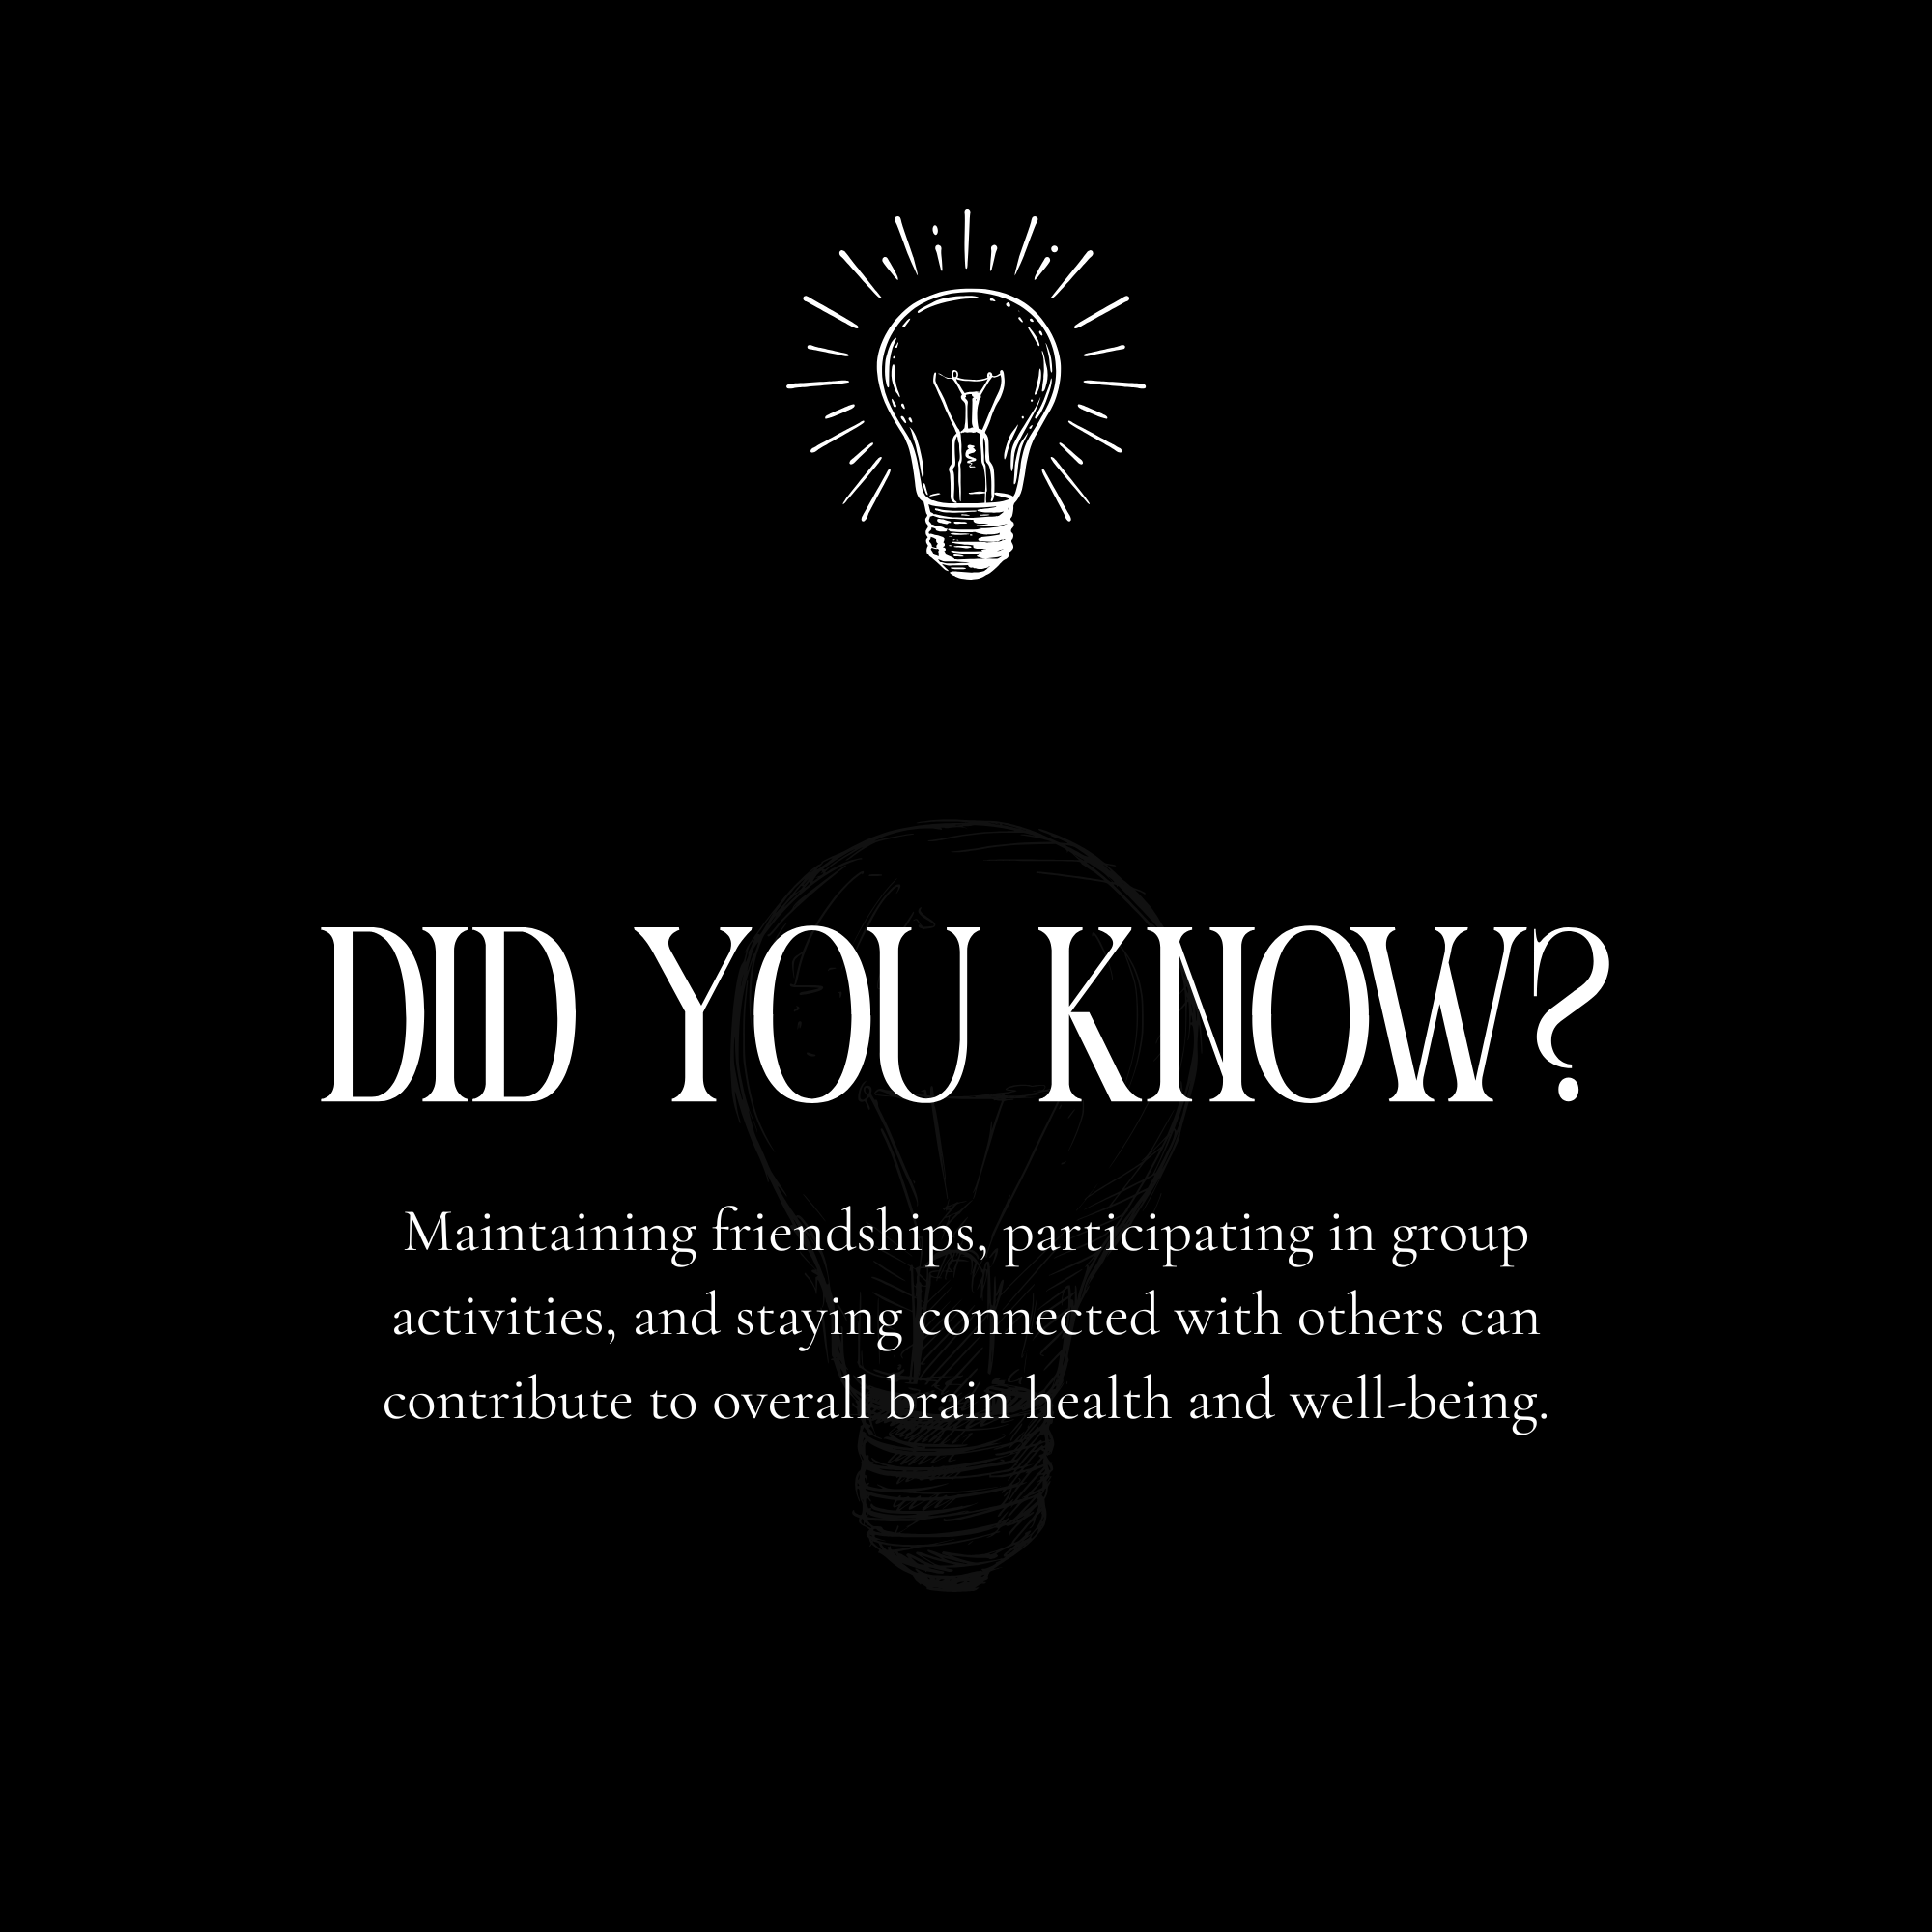 DID YOU KNOW?
Maintaining friendships, participating in group
activities, and staying connected with others can
contribute to overall brain health and well-being.